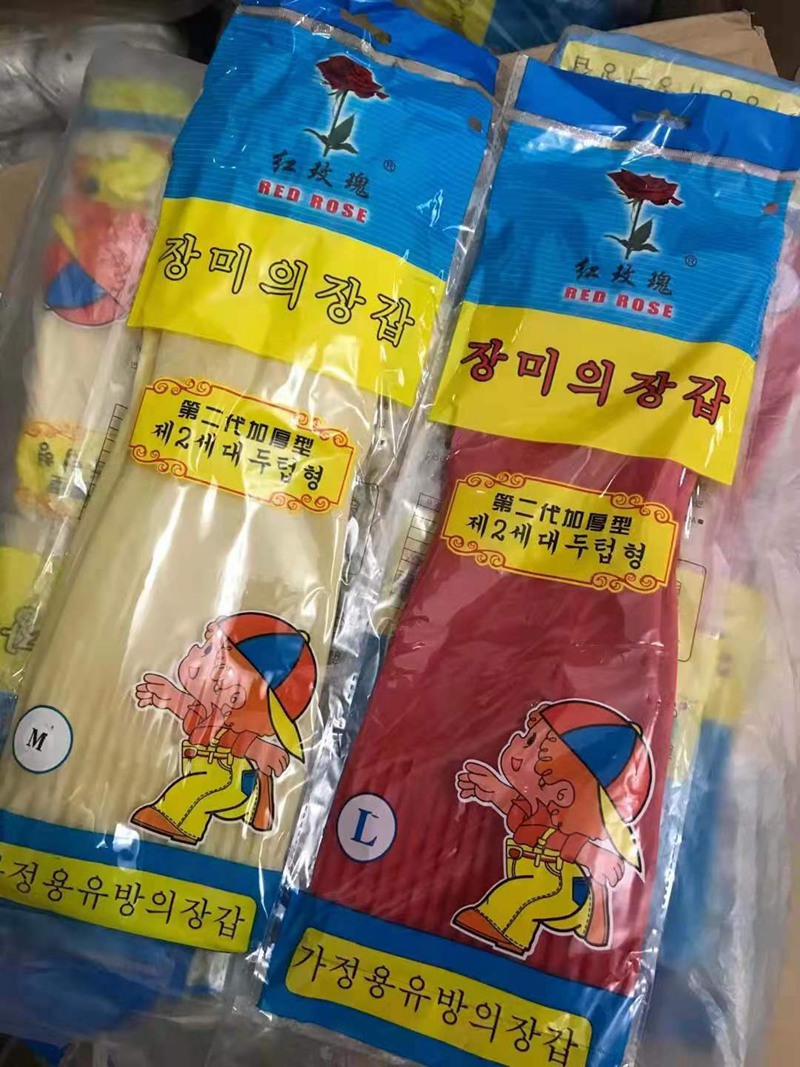 红玫瑰®
RED ROSE
장미의장갑
第二代加厚型
제2세대두텁형
M
정용유방의장갑
红玫瑰®
RED ROSE
장미의장갑
第二代加厚型
제2세대두텁형
L
가정용유방의장갑